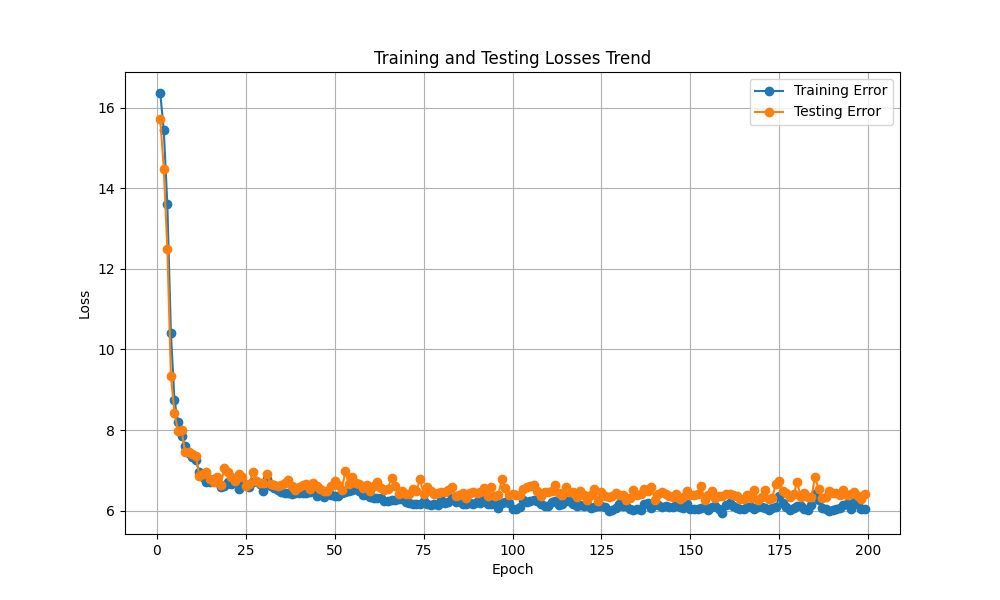 Training and Testing Losses Trend
Training Error
Testing Error
Loss
16
14
12
10
8
6
0 25 50 75 100 125 150 175 200
Epoch